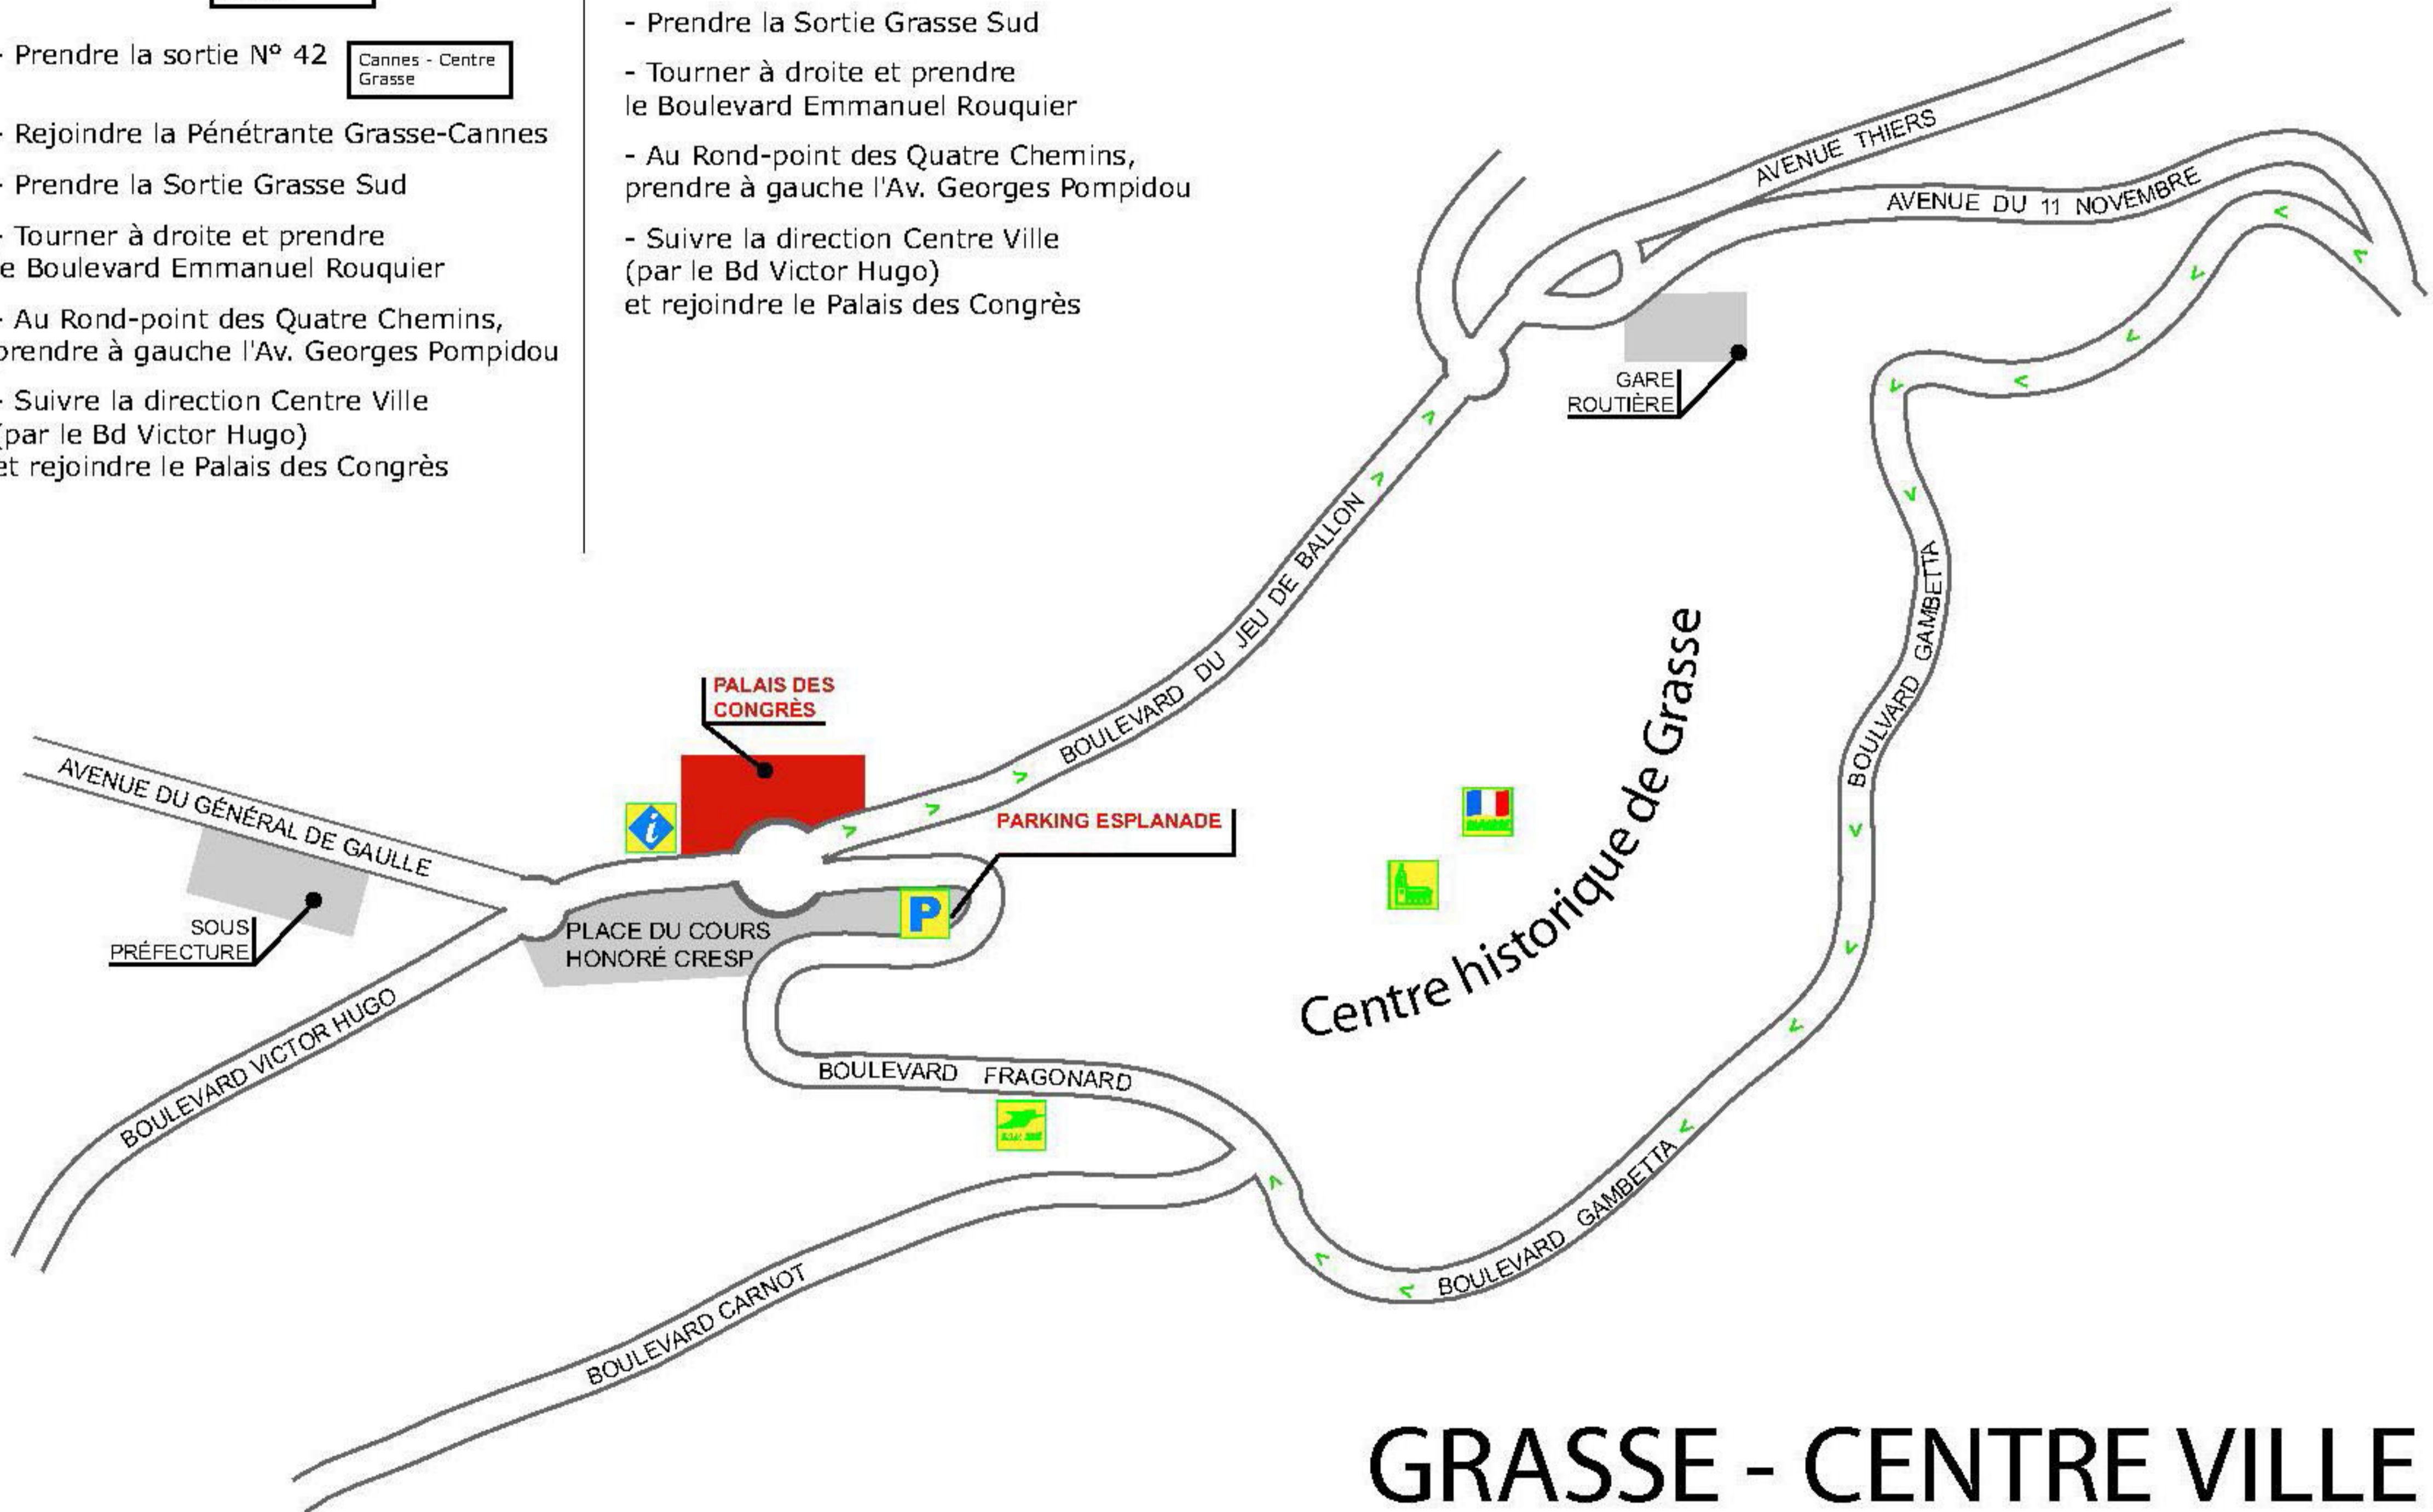 - Prendre la sortie N° 42
Cannes - Centre
Grasse
- Rejoindre la Pénétrante Grasse-Cannes
- Prendre la Sortie Grasse Sud
- Tourner à droite et prendre
le Boulevard Emmanuel Rouquier
- Au Rond-point des Quatre Chemins,
prendre à gauche l'Av. Georges Pompidou
- Suivre la direction Centre Ville
(par le Bd Victor Hugo)
et rejoindre le Palais des Congrès
- Prendre la Sortie Grasse Sud
- Tourner à droite et prendre
le Boulevard Emmanuel Rouquier
- Au Rond-point des Quatre Chemins,
prendre à gauche l'Av. Georges Pompidou
- Suivre la direction Centre Ville
(par le Bd Victor Hugo)
et rejoindre le Palais des Congrès
AVENUE THIERS
AVENUE DU 11 NOVEMBRE
GARE
ROUTIÈRE
BOULEVARD DU JEU DE BALLON
BOULVARD GAMBETTA
PALAIS DES
CONGRÈS
i
PARKING ESPLANADE
P
AVENUE DU GÉNÉRAL DE GAULLE
SOUS
PRÉFECTURE
PLACE DU COURS
HONORÉ CRESP
Centre historique de Grasse
BOULEVARD VICTOR HUGO
BOULEVARD FRAGONARD
BOULEVARD GAMBETTA
BOULEVARD CARNOT
GRASSE - CENTRE VILLE